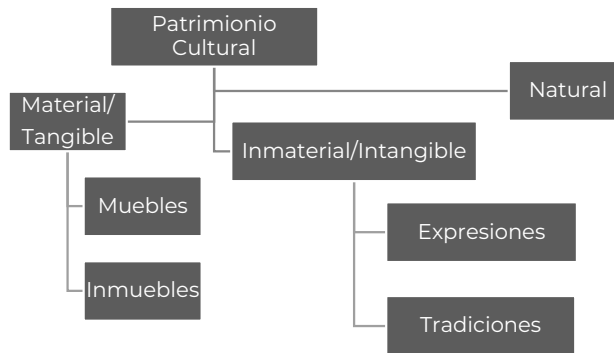 Patrimionio
Cultural
Natural
Material/
Tangible
Inmaterial/Intangible
Muebles
Expresiones
Inmuebles
Tradiciones